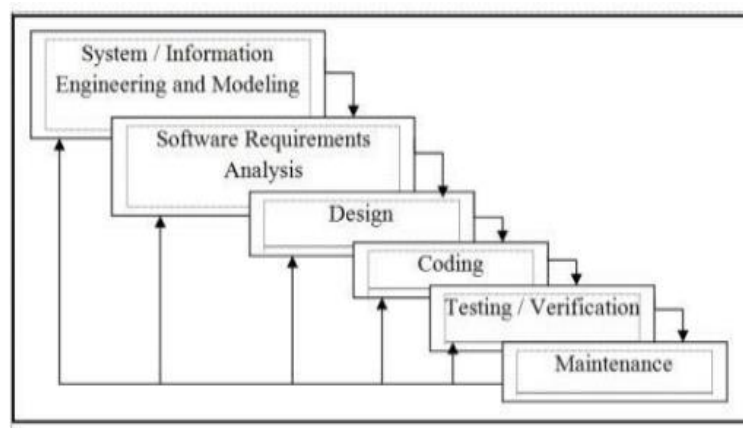 System / Information
Engineering and Modeling
Software Requirements
Analysis
Design
Coding
Testing / Verification
Maintenance